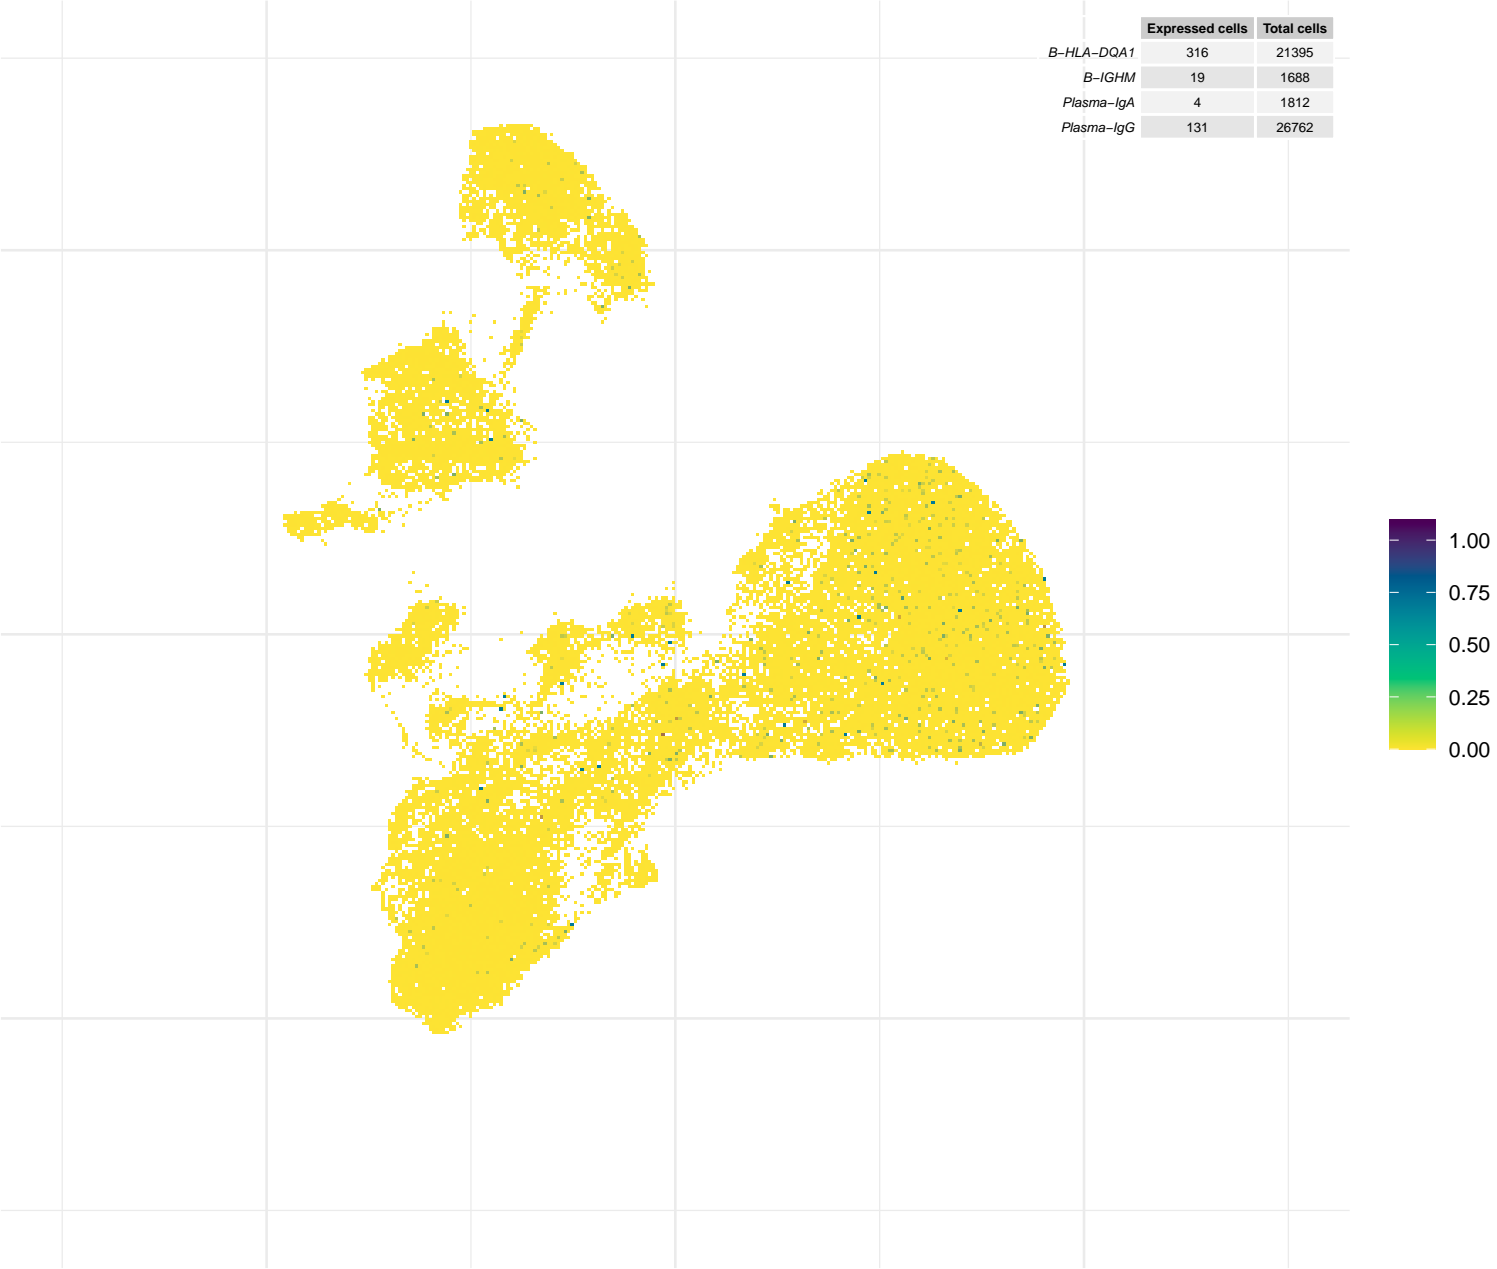 Expressed cells Total cells
B−HLA−DQA1 316 21395
B−IGHM 19 1688
Plasma−IgA 4 1812
Plasma−IgG 131 26762
1.00
0.75
0.50
0.25
0.00